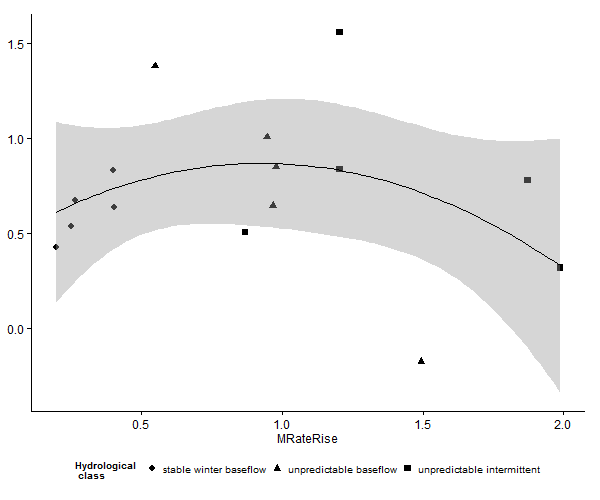 1.5
1.0
0.5
0.0
0.5 1.0 1.5 2.0
MRateRise
Hydrological
class
stable winter baseflow unpredictable baseflow unpredictable intermittent